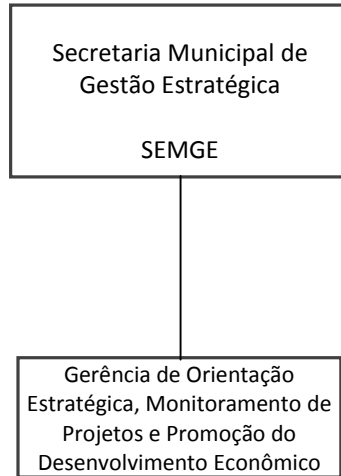 Secretaria Municipal de
Gestão Estratégica
SEMGE
Gerência de Orientação
Estratégica, Monitoramento de
Projetos e Promoção do
Desenvolvimento Econômico